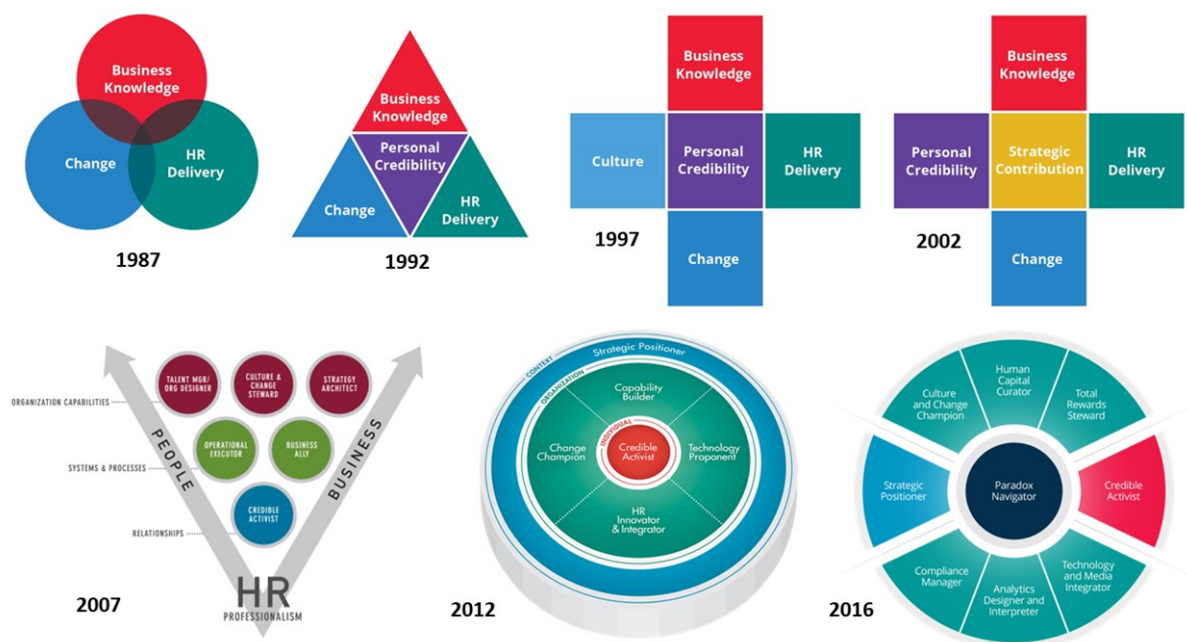 Business
Knowledge
Change
HR
Delivery
1987
Business
Knowledge
Personal
Credibility
Change
HR
Delivery
1992
Business
Knowledge
Culture
Personal
Credibility
HR
Delivery
Change
1997
Business
Knowledge
Personal
Credibility
Strategic
Contribution
HR
Delivery
Change
2002
TALENT MGR/
ORG DESIGNER
CULTURE &
CHANGE
STEWARD
STRATEGY
ARCHITECT
ORGANIZATION CAPABILITIES
OPERATIONAL
EXECUTOR
BUSINESS
ALLY
SYSTEMS & PROCESSES
CREDIBLE
ACTIVIST
RELATIONSHIPS
PEOPLE
BUSINESS
HR
PROFESSIONALISM
2007
CONTEXT
Strategic Positioner
ORGANIZATION
Capability
Builder
INDIVIDUAL
Change
Champion
Credible
Activist
Technology
Proponent
HR
Innovator
& Integrator
2012
Culture
and Change
Champion
Human
Capital
Curator
Total
Rewards
Steward
Strategic
Positioner
Paradox
Navigator
Credible
Activist
Compliance
Manager
Analytics
Designer and
Interpreter
Technology
and Media
Integrator
2016